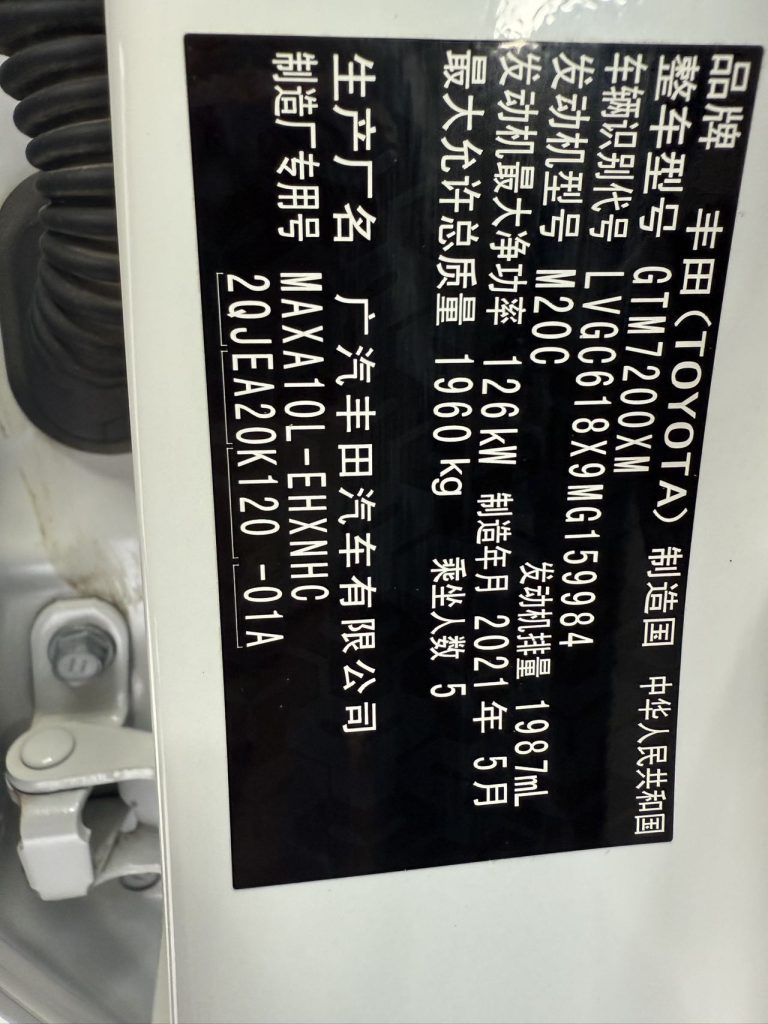 品牌 丰田(TOYOTA) 制造国 中华人民共和国
整车型号 GTM7200XM
车辆识别代号 LVGC618X9MG159984
发动机型号 M20C 发动机排量 1987mL
发动机最大净功率 126kW 制造年月 2021年 5月
最大允许总质量 1960kg 乘坐人数 5
生产厂名 广汽丰田汽车有限公司
制造厂专用号 MAXA10L-EHXNHC
2QJEA20K120 -01A